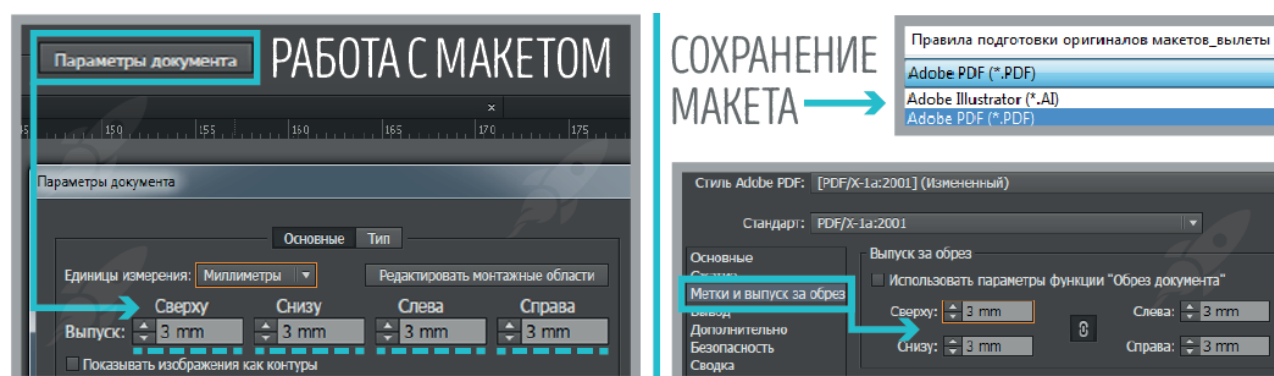 Параметры документа
РАБОТА С МАКЕТОМ
×
150 155 160 165 170 175
Параметры документа
Основные Тип
Единицы измерения: Миллиметры Редактировать монтажные области
Сверху Снизу Слева Справа
Выпуск: 3 mm 3 mm 3 mm 3 mm
Показывать изображения как контуры
СОХРАНЕНИЕ
МАКЕТА
Правила подготовки оригиналов макетов_вылеты
Adobe PDF (*.PDF)
Adobe Illustrator (*.AI)
Adobe PDF (*.PDF)
Стиль Adobe PDF: [PDF/X-1a:2001] (Измененный)
Стандарт: PDF/X-1a:2001
Основные
Метки и выпуск за обрез
Вывод
Дополнительно
Безопасность
Сводка
Выпуск за обрез
Использовать параметры функции "Обрез документа"
Сверху: 3 mm Слева: 3 mm
Снизу: 3 mm Справа: 3 mm